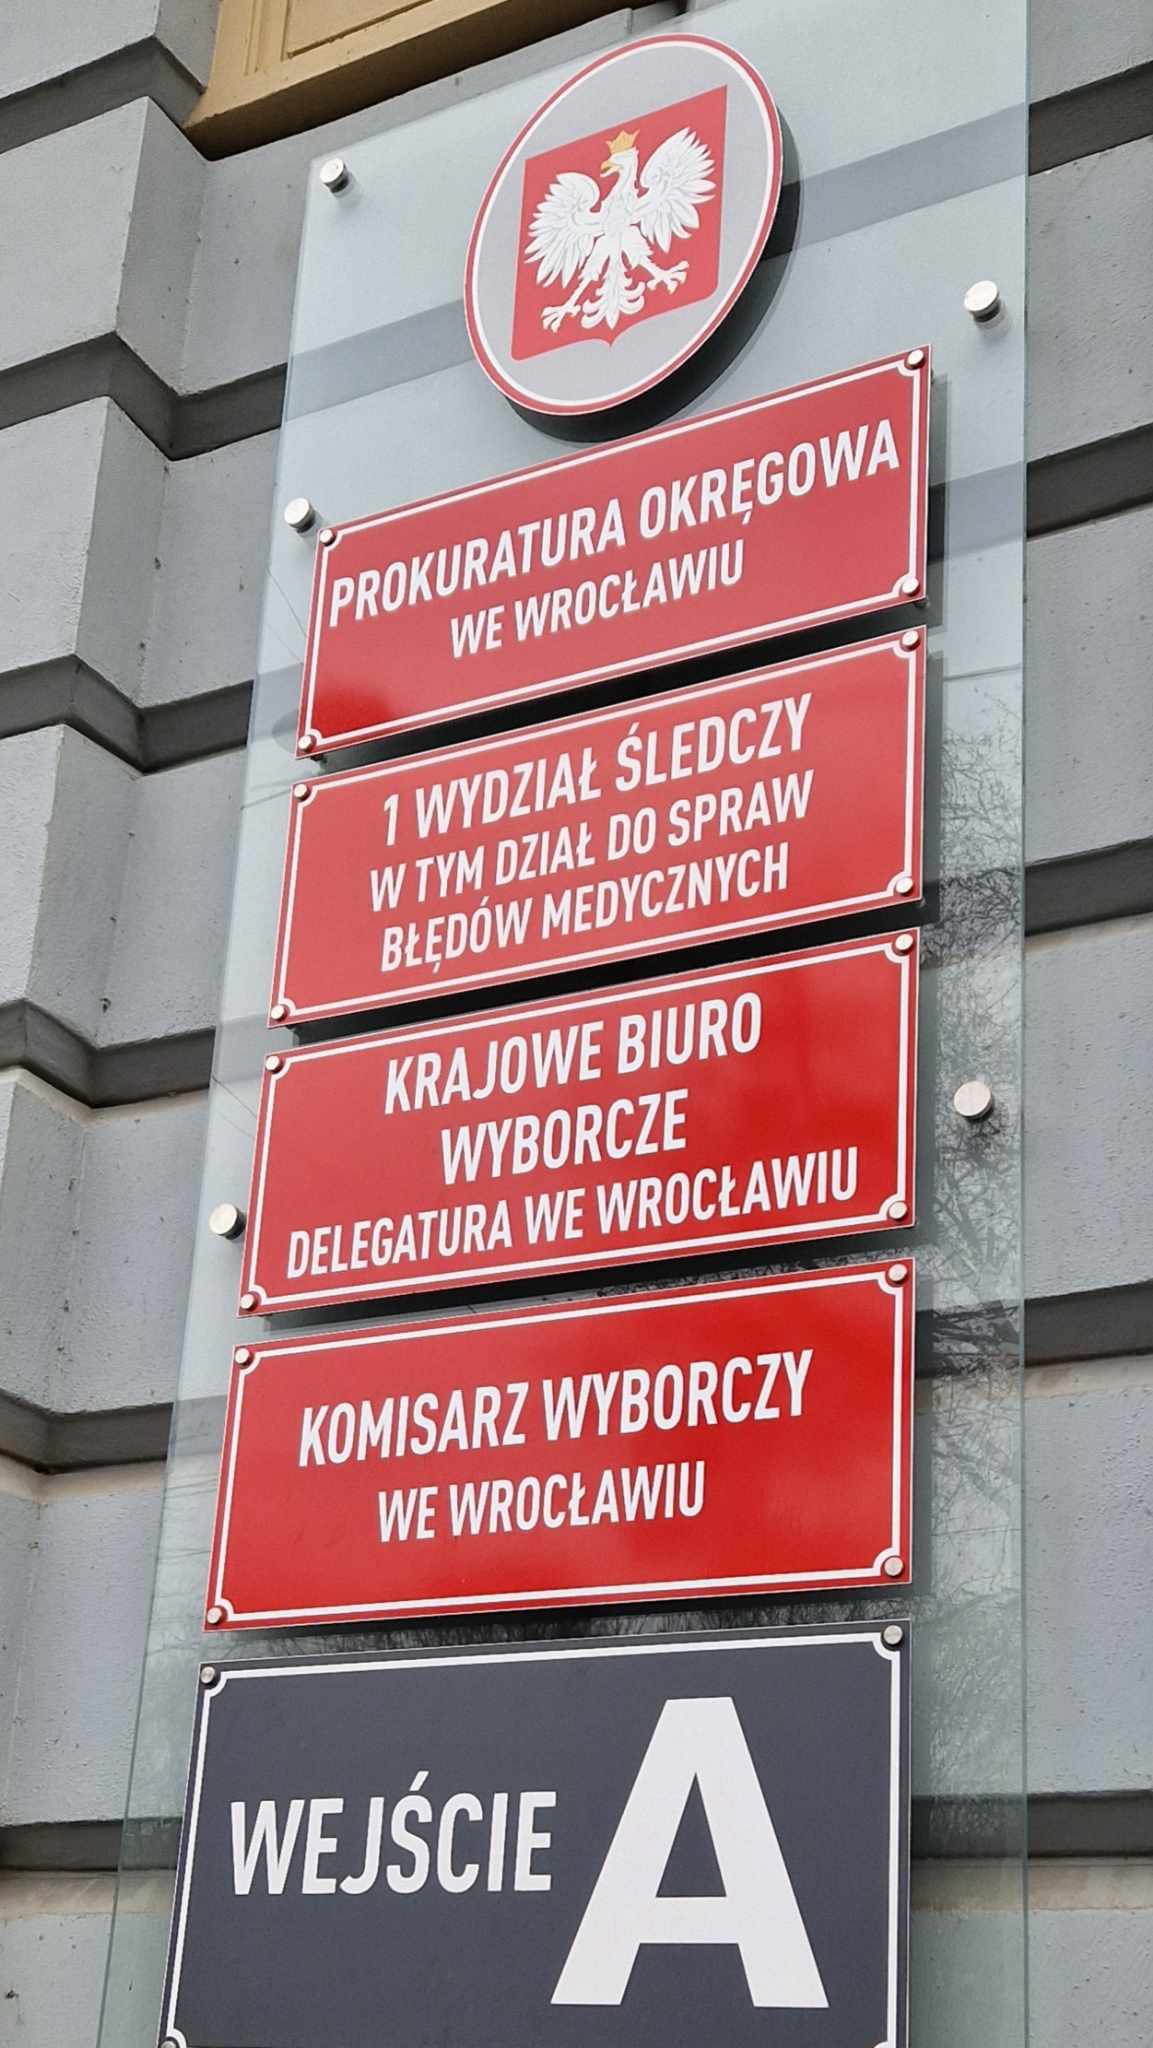 PROKURATURA OKRĘGOWA
WE WROCŁAWIU
1 WYDZIAŁ ŚLEDCZY
W TYM DZIAŁ DO SPRAW
BŁĘDÓW MEDYCZNYCH
KRAJOWE BIURO
WYBORCZE
DELEGATURA WE WROCŁAWIU
KOMISARZ WYBORCZY
WE WROCŁAWIU
WEJŚCIE A